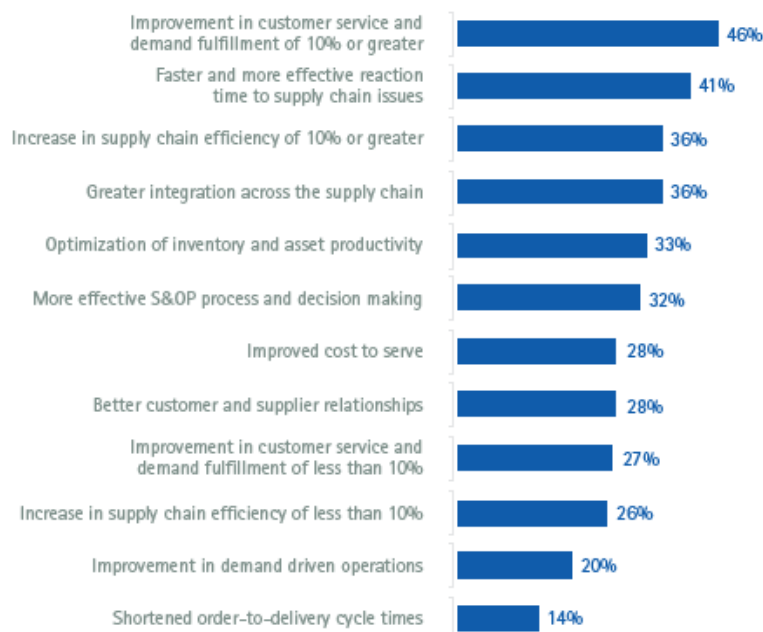 Improvement in customer service and
demand fulfillment of 10% or greater
46%
Faster and more effective reaction
time to supply chain issues
41%
Increase in supply chain efficiency of 10% or greater
36%
Greater integration across the supply chain
36%
Optimization of inventory and asset productivity
33%
More effective S&OP process and decision making
32%
Improved cost to serve
28%
Better customer and supplier relationships
28%
Improvement in customer service and
demand fulfillment of less than 10%
27%
Increase in supply chain efficiency of less than 10%
26%
Improvement in demand driven operations
20%
Shortened order-to-delivery cycle times
14%